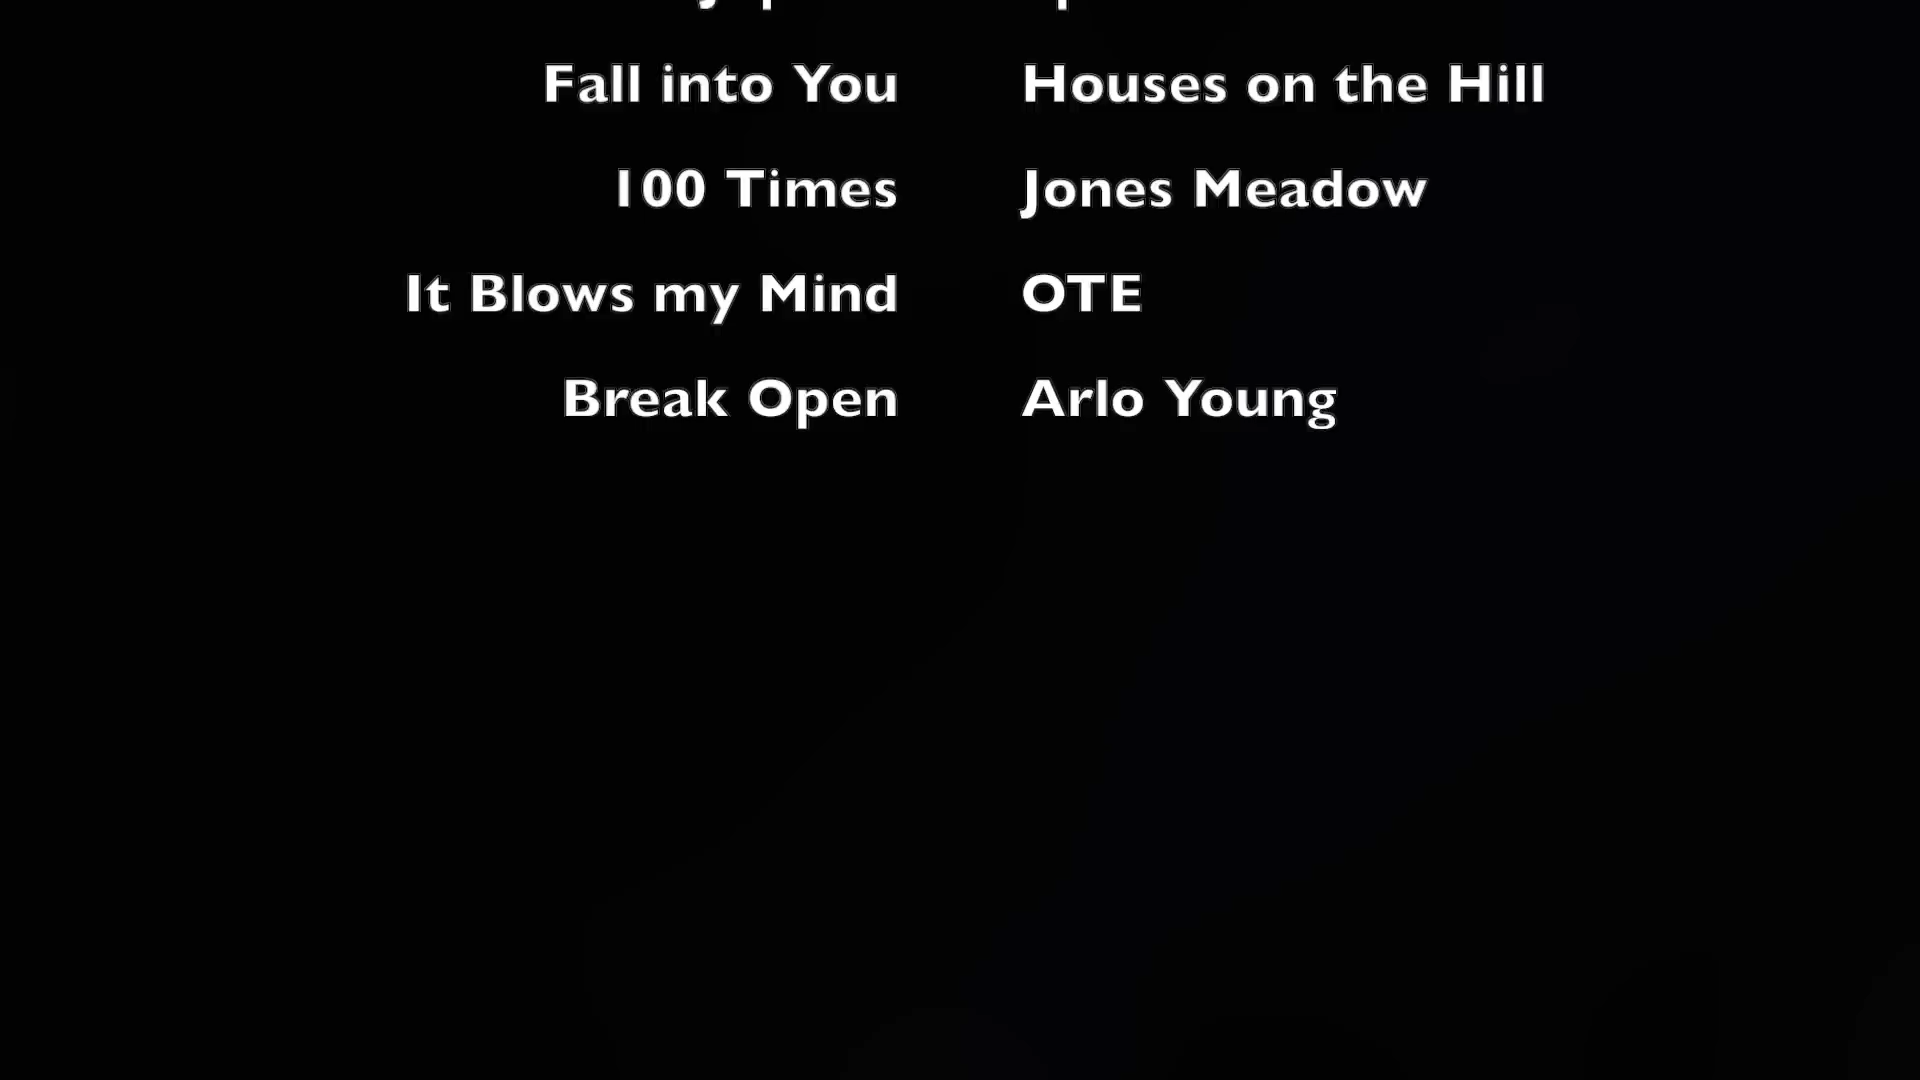 Fall into You Houses on the Hill
100 Times Jones Meadow
It Blows my Mind OTE
Break Open Arlo Young